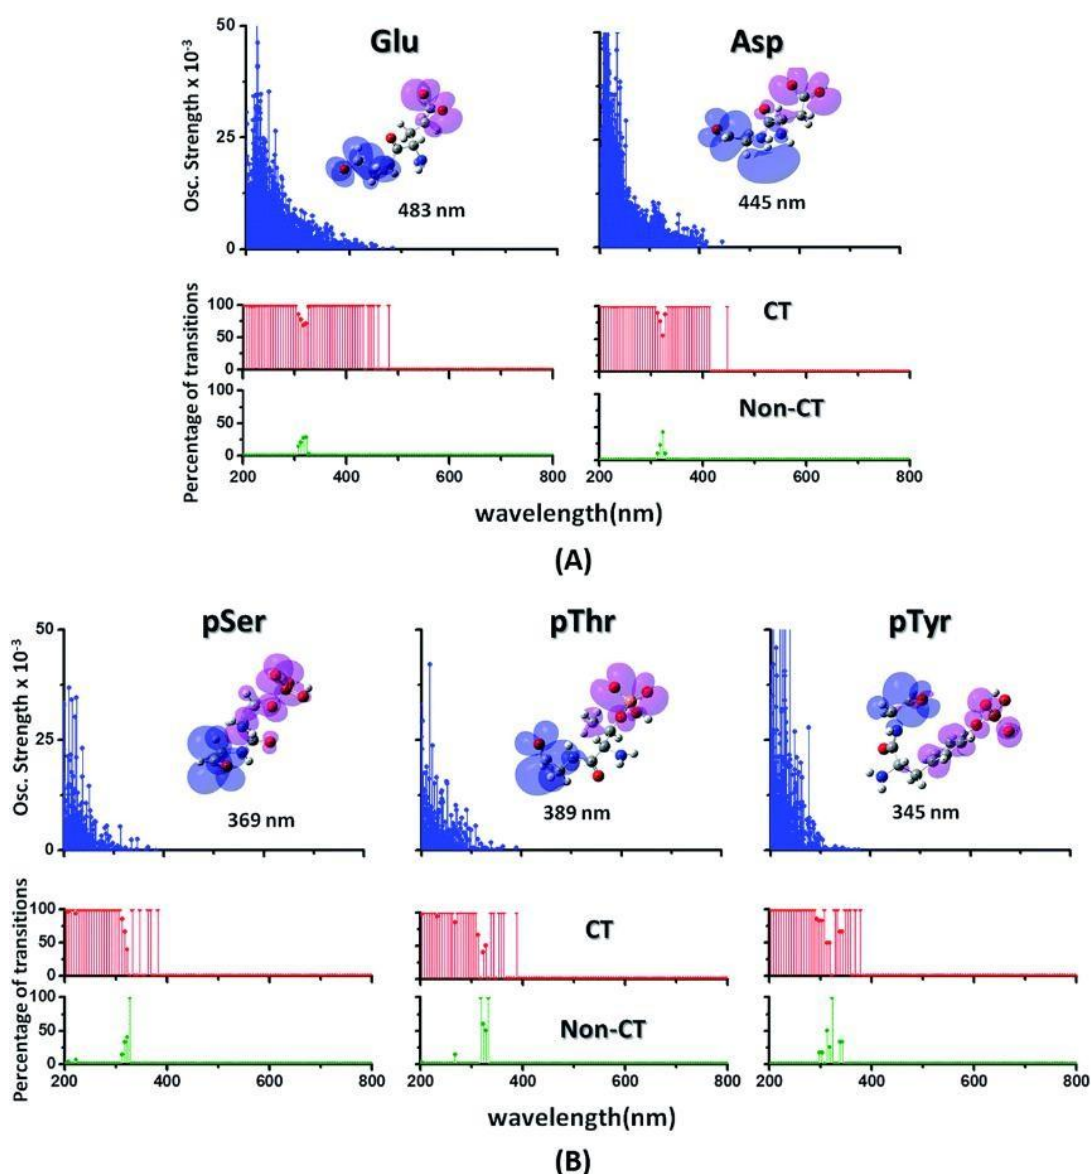 Glu Asp
Osc. Strength x 10-3
50
25
0
483 nm 445 nm
Percentage of transitions
100
50
0
CT
100
50
0
Non-CT
200 400 600 800 200 400 600 800
wavelength(nm)
(A)
pSer pThr pTyr
Osc. Strength x 10-3
50
25
0
369 nm 389 nm 345 nm
Percentage of transitions
100
50
0
CT
100
50
0
Non-CT
200 400 600 800 200 400 600 800 200 400 600 800
wavelength(nm)
(B)